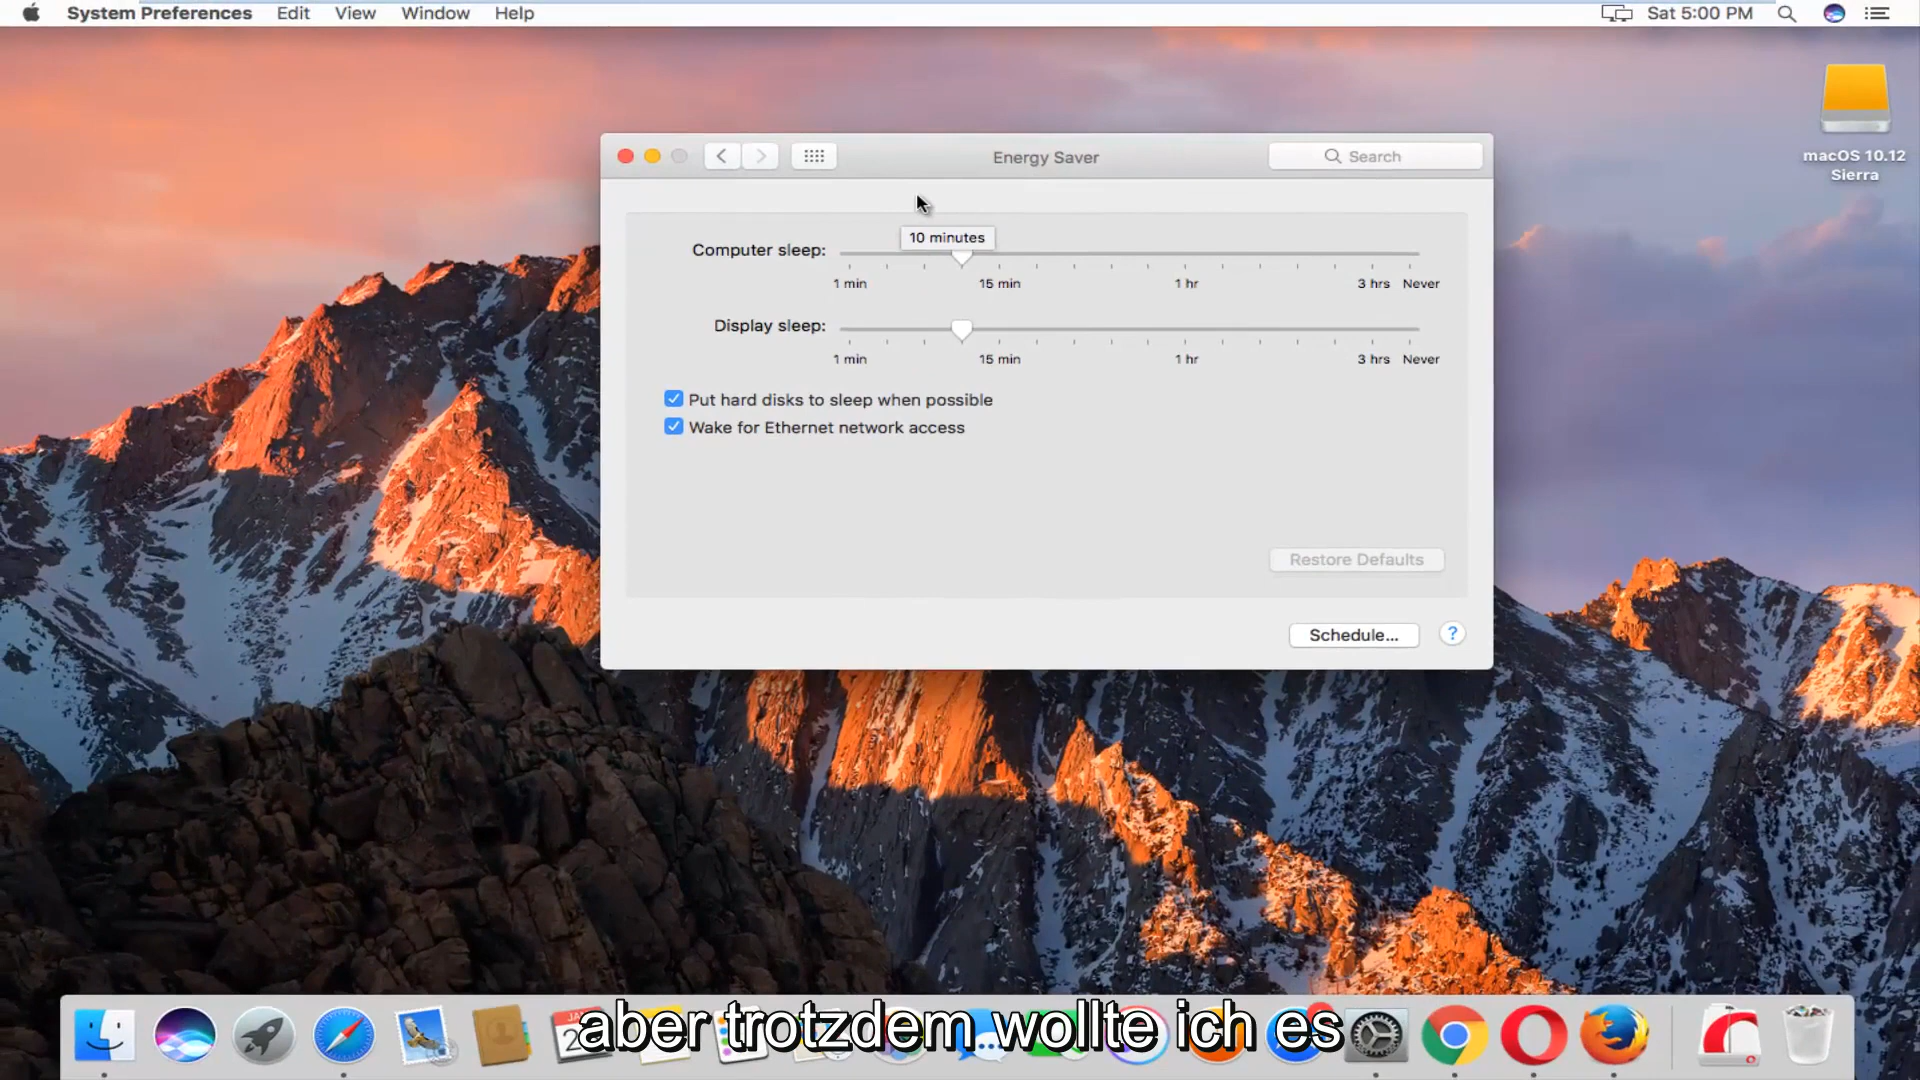 System Preferences Edit View Window Help
Sat 5:00 PM
macOS 10.12
Sierra
Energy Saver
Search
10 minutes
Computer sleep:
1 min 15 min 1 hr 3 hrs Never
Display sleep:
1 min 15 min 1 hr 3 hrs Never
Put hard disks to sleep when possible
Wake for Ethernet network access
Restore Defaults
Schedule...
?
aber trotzdem wollte ich es